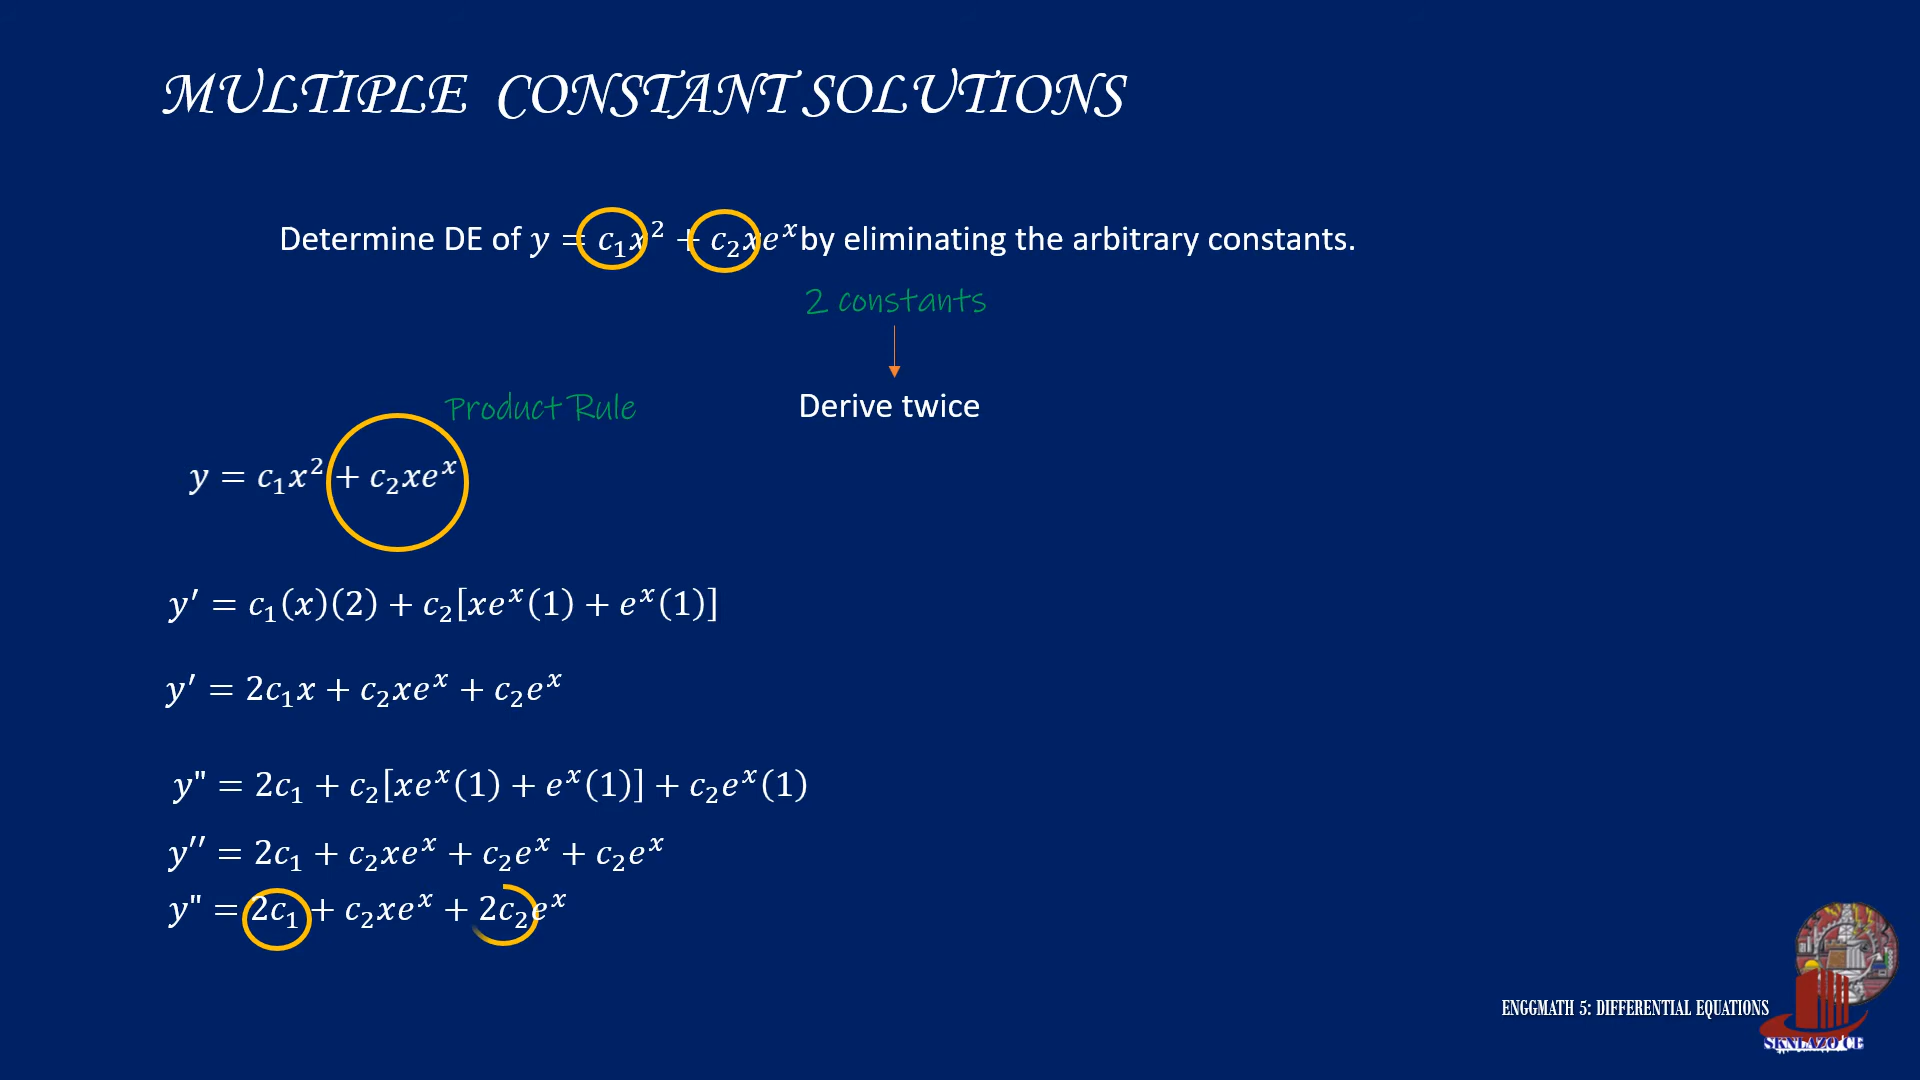 MULTIPLE CONSTANT SOLUTIONS
Determine DE of y = c₁x² + c₂xeˣ by eliminating the arbitrary constants.
2 constants
Product Rule
Derive twice
y = c₁x² + c₂xeˣ
y′ = c₁(x)(2) + c₂[xeˣ(1) + eˣ(1)]
y′ = 2c₁x + c₂xeˣ + c₂eˣ
y" = 2c₁ + c₂[xeˣ(1) + eˣ(1)] + c₂eˣ(1)
y′′ = 2c₁ + c₂xeˣ + c₂eˣ + c₂eˣ
y" = 2c₁ + c₂xeˣ + 2c₂eˣ
ENGGMATH 5: DIFFERENTIAL EQUATIONS
SKNLAZO CE